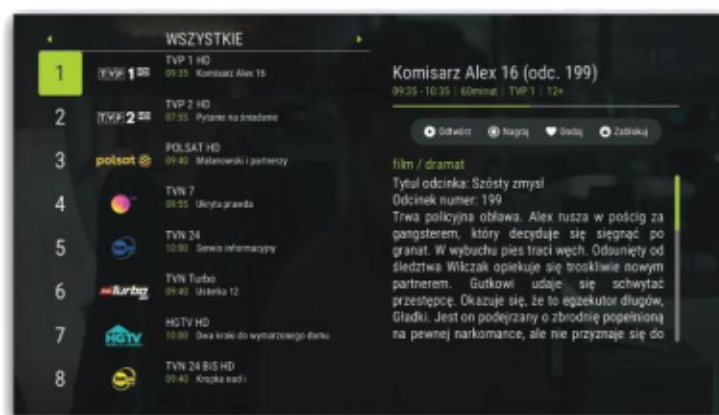 WSZYSTKIE
1
TVP 1 HD
TVP 1 HD
09:35 Komisarz Alex 16
2
TVP 2 HD
TVP 2 HD
07:55 Pytanie na śniadanie
3
polsat
POLSAT HD
09:40 Malanowski i partnerzy
4
TVN 7
09:55 Ukryta prawda
5
TVN 24
10:00 Serwis informacyjny
6
Turbo
TVN Turbo
09:40 Usterka 12
7
HGTV
HGTV HD
10:00 Dwa kroki do wymarzonego domu
8
TVN 24 BiS HD
09:40 Kropka nad i
Komisarz Alex 16 (odc. 199)
09:35 - 10:35 | 60minut | TVP 1 | 12+
Odtwórz Nagraj Dodaj Zablokuj
film / dramat
Tytuł odcinka: Szósty zmysł
Odcinek numer: 199
Trwa policyjna obława. Alex rusza w pościg za
gangsterem, który decyduje się sięgnąć po
granat. W wybuchu pies traci węch. Odsunięty od
śledztwa Wilczak opiekuje się troskliwie nowym
partnerem. Gutkowi udaje się schwytać
przestępcę. Okazuje się, że to egzekutor długów,
Gładki. Jest on podejrzany o zbrodnię popełnioną
na pewnej narkomance, ale nie przyznaje się do